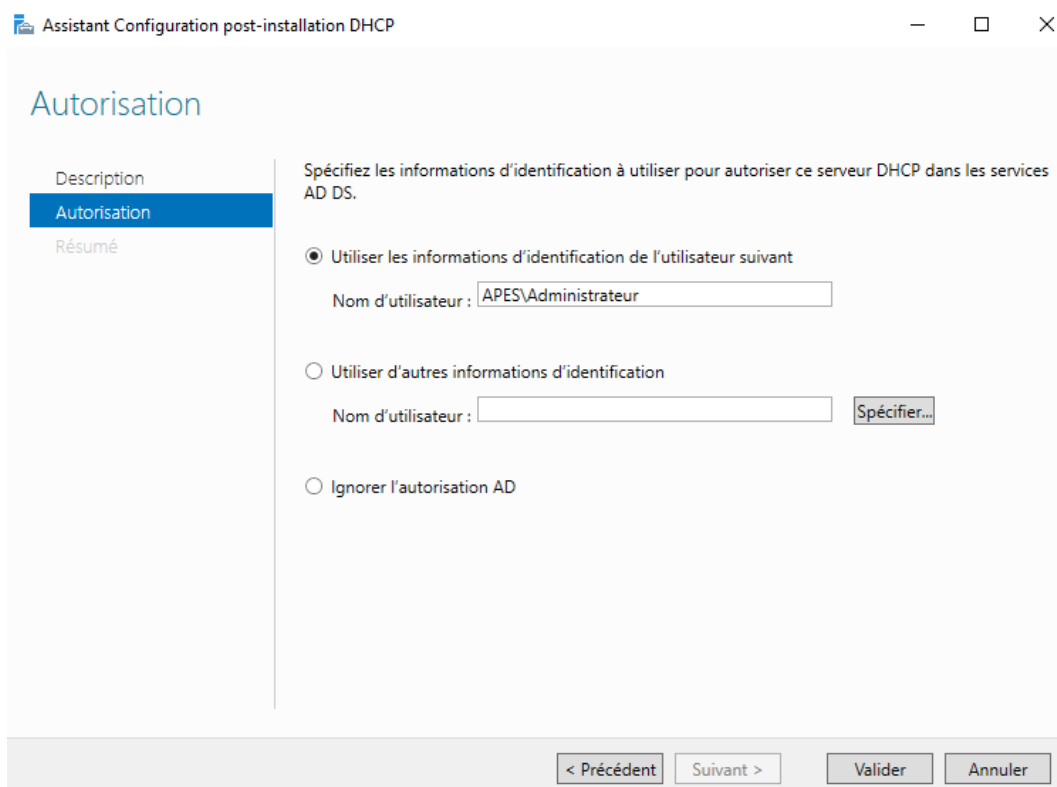 Assistant Configuration post-installation DHCP
Autorisation
Description
Autorisation
Résumé
Spécifiez les informations d’identification à utiliser pour autoriser ce serveur DHCP dans les services
AD DS.
Utiliser les informations d’identification de l’utilisateur suivant
Nom d’utilisateur : APES\Administrateur
Utiliser d'autres informations d’identification
Nom d’utilisateur :
Spécifier...
Ignorer l’autorisation AD
< Précédent
Suivant >
Valider
Annuler